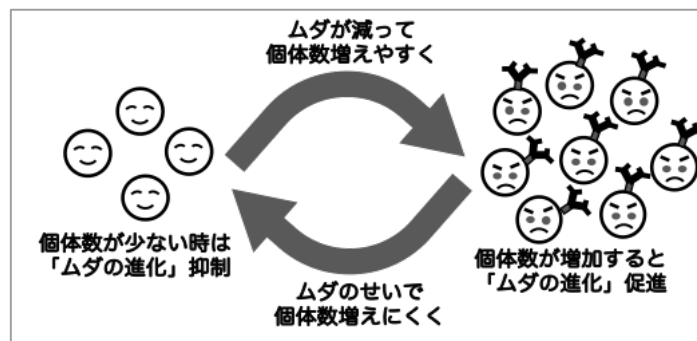 ムダが減って
個体数増えやすく
個体数が少ない時は
「ムダの進化」抑制
個体数が増加すると
「ムダの進化」促進
ムダのせいで
個体数増えにくく